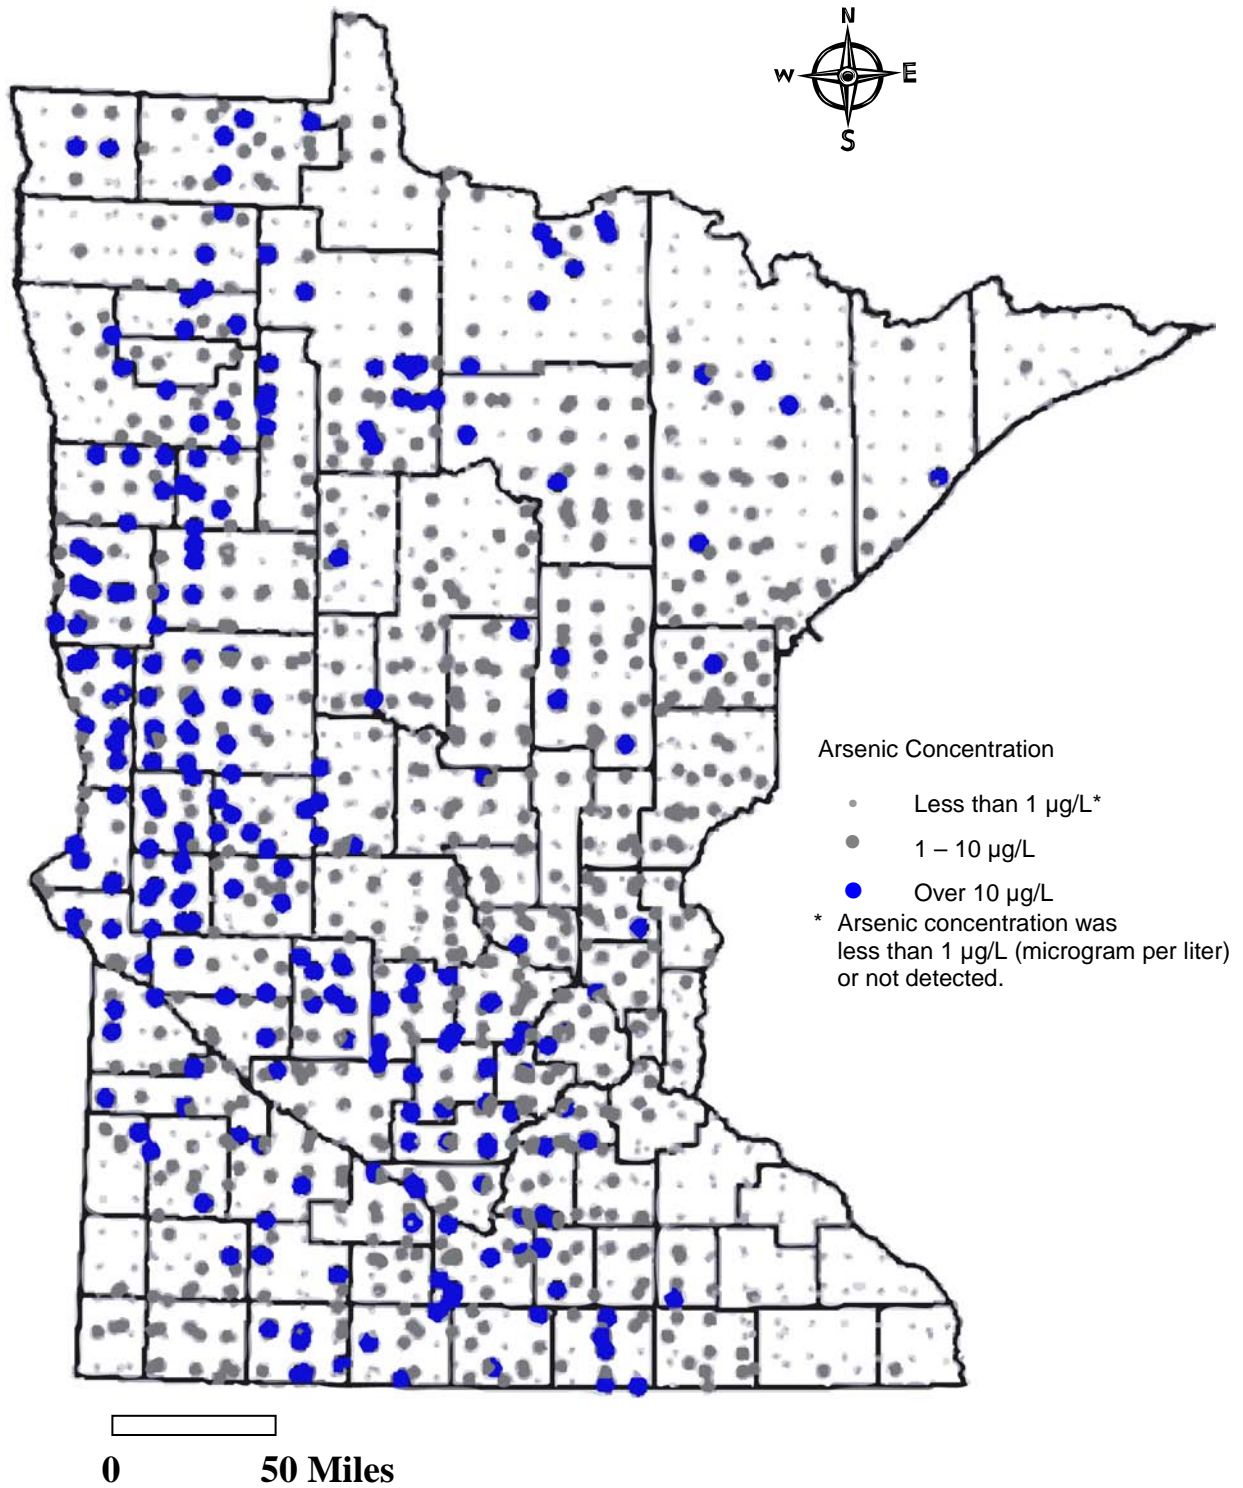 N
W E
S
Arsenic Concentration
Less than 1 µg/L*
1 – 10 µg/L
Over 10 µg/L
* Arsenic concentration was
less than 1 µg/L (microgram per liter)
or not detected.
0 50 Miles